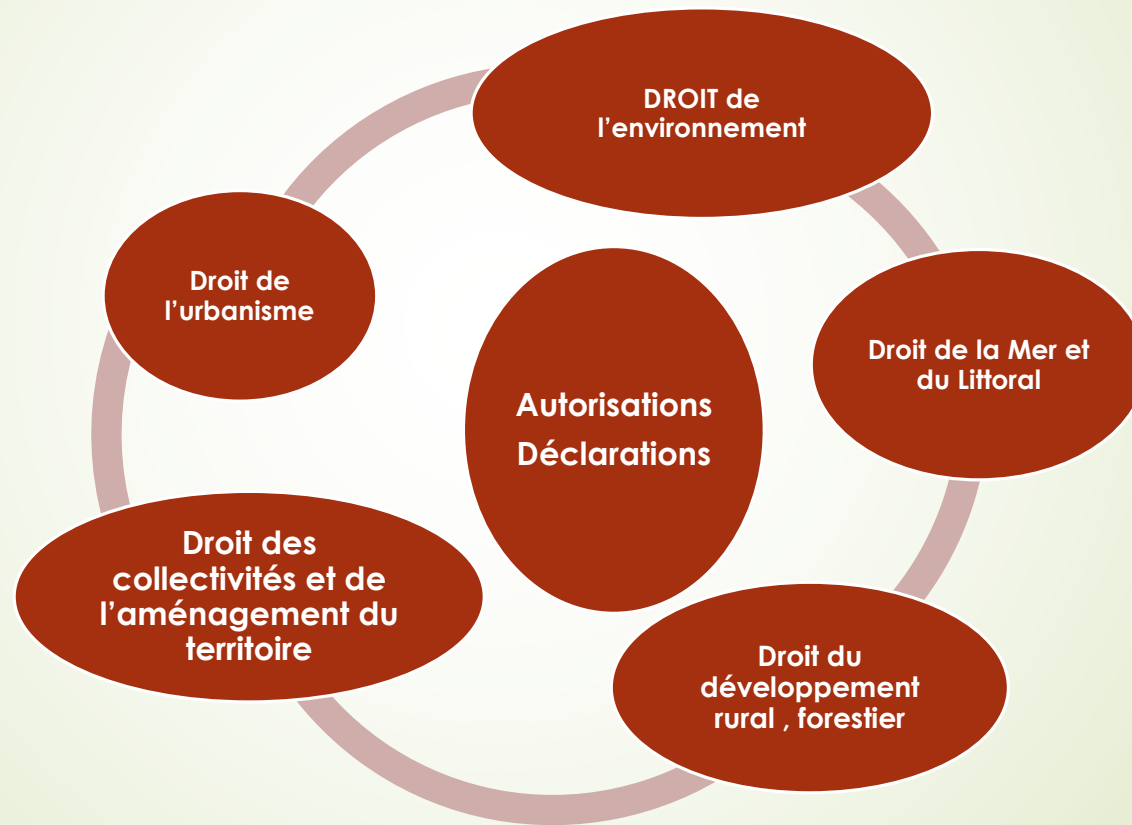 DROIT de
l’environnement
Droit de
l’urbanisme
Droit de la Mer et
du Littoral
Autorisations
Déclarations
Droit des
collectivités et de
l’aménagement du
territoire
Droit du
développement
rural , forestier